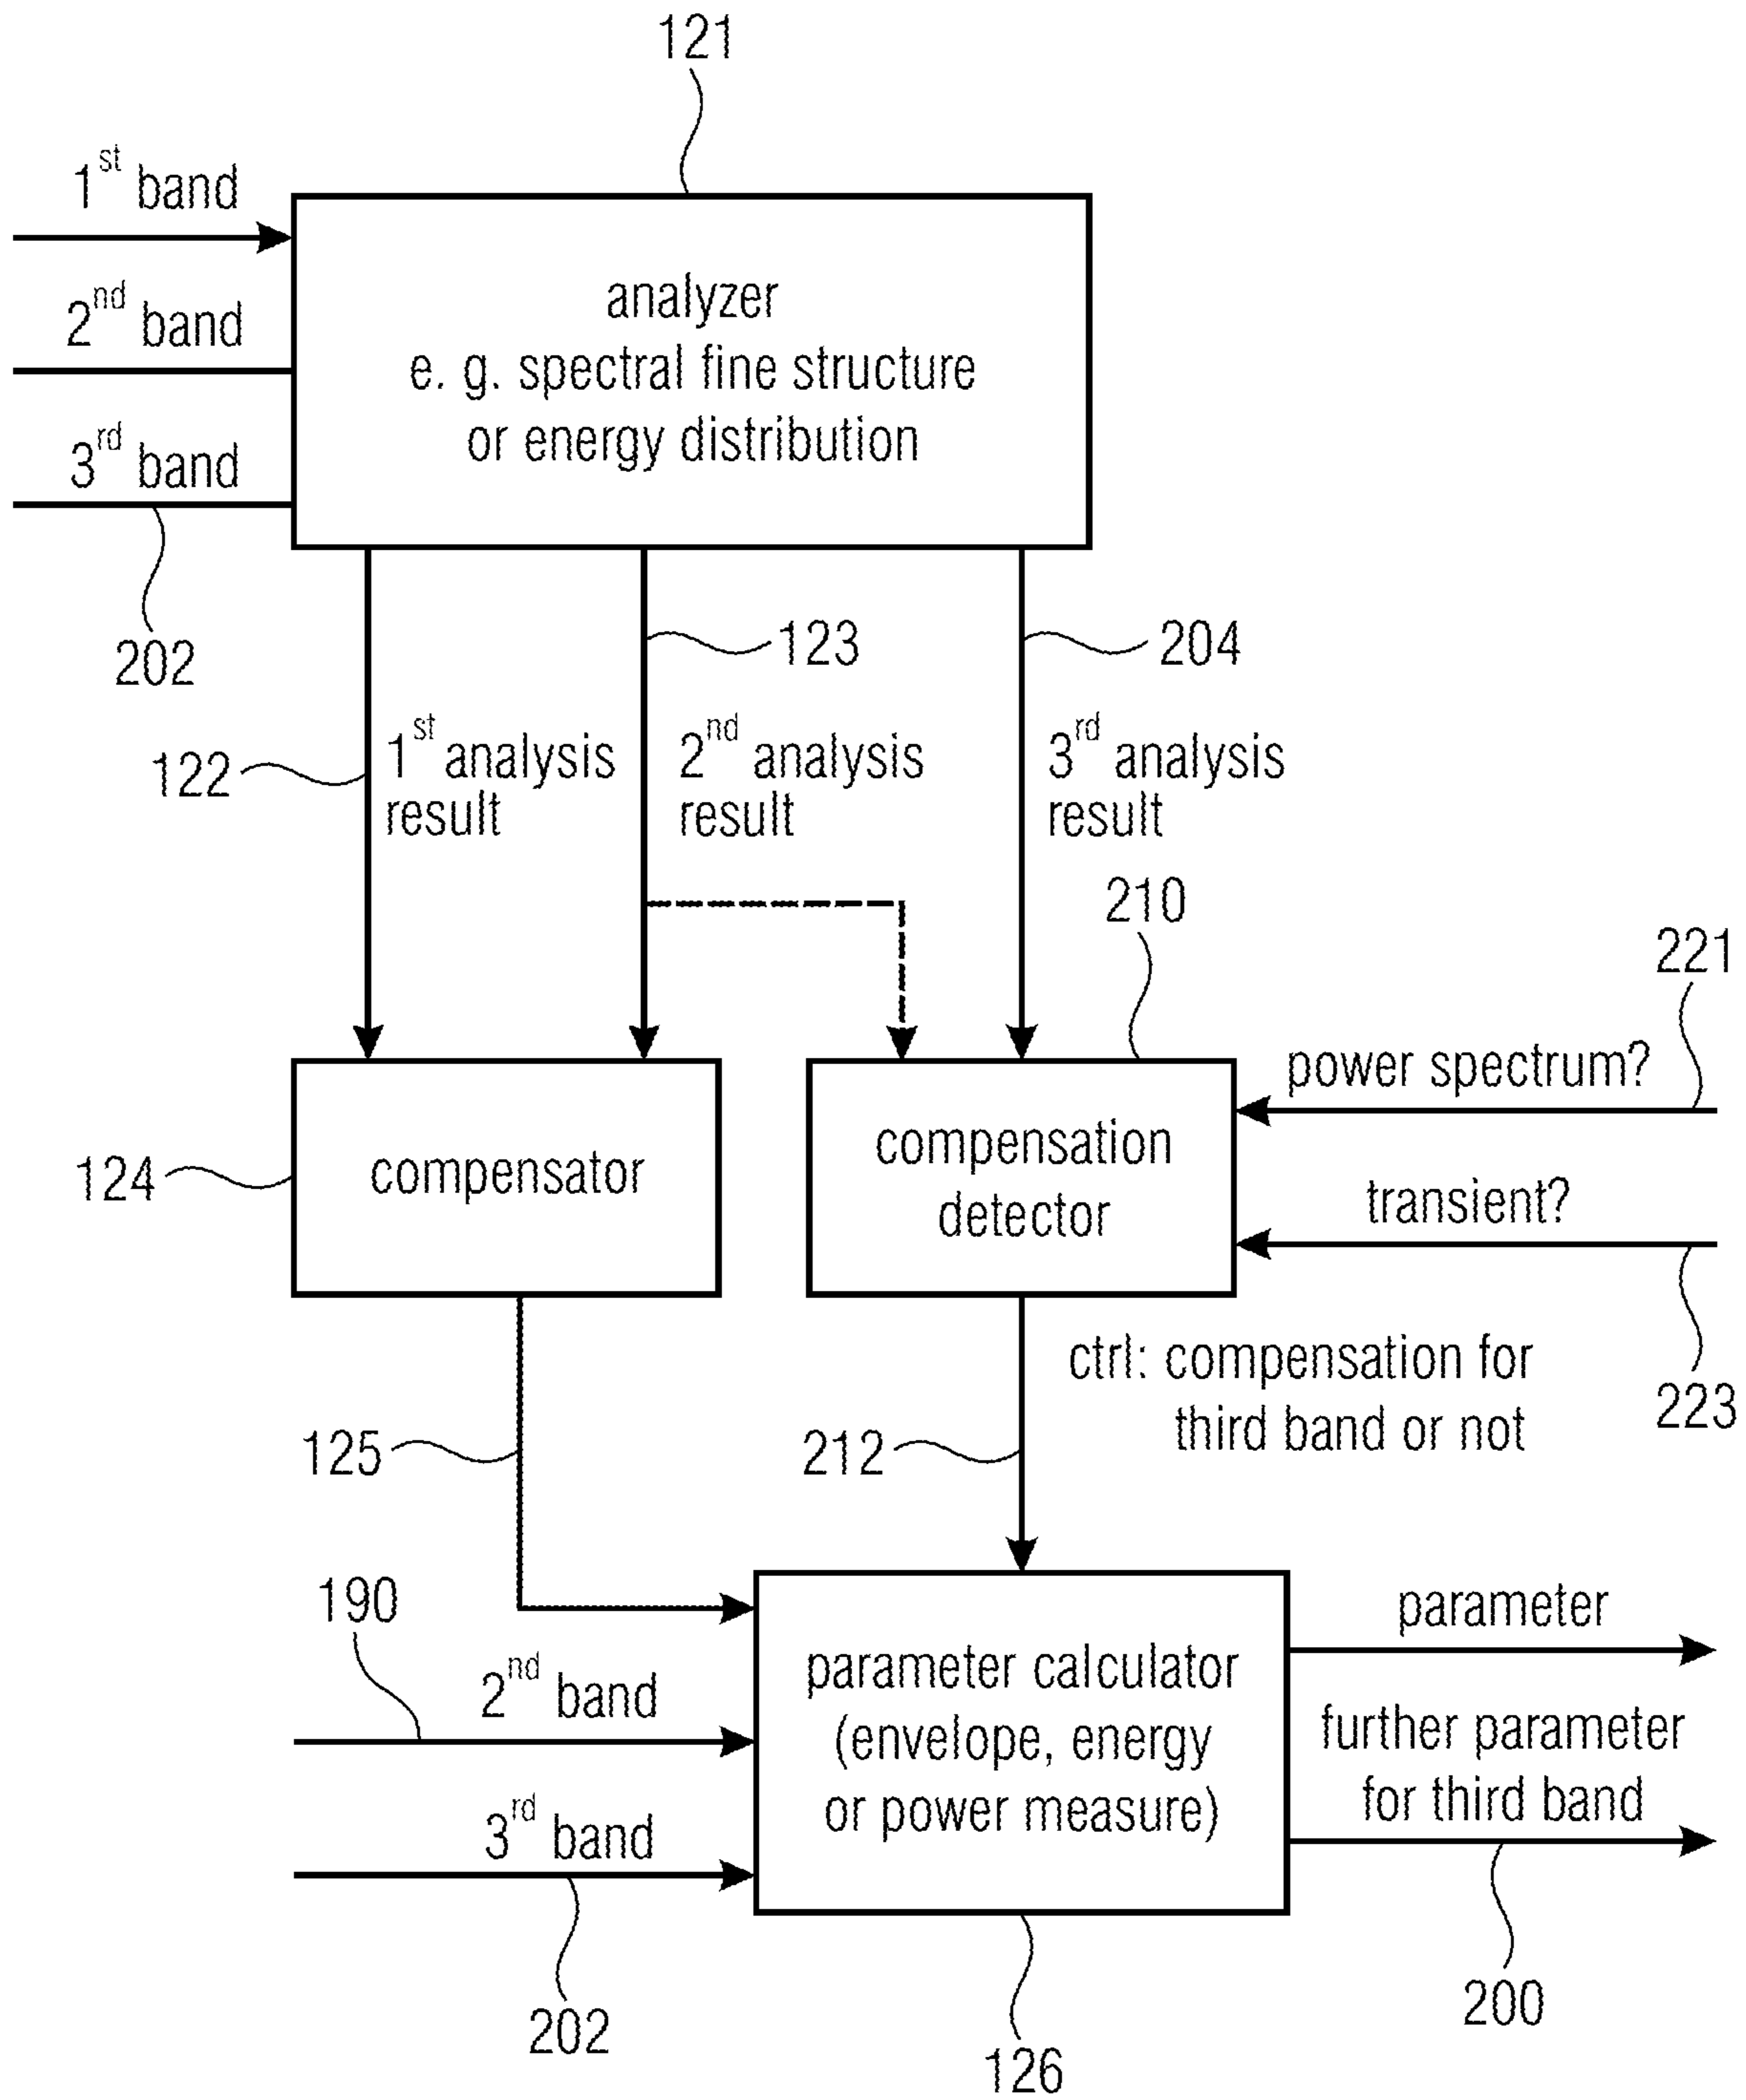 121
1st band
2nd band
3rd band
202
analyzer
e. g. spectral fine structure
or energy distribution
123
204
122
1st analysis
result
2nd analysis
result
3rd analysis
result
210
221
power spectrum?
transient?
223
124
compensator
compensation
detector
ctrl: compensation for
third band or not
125
212
190
2nd band
3rd band
202
parameter calculator
(envelope, energy
or power measure)
parameter
further parameter
for third band
200
126